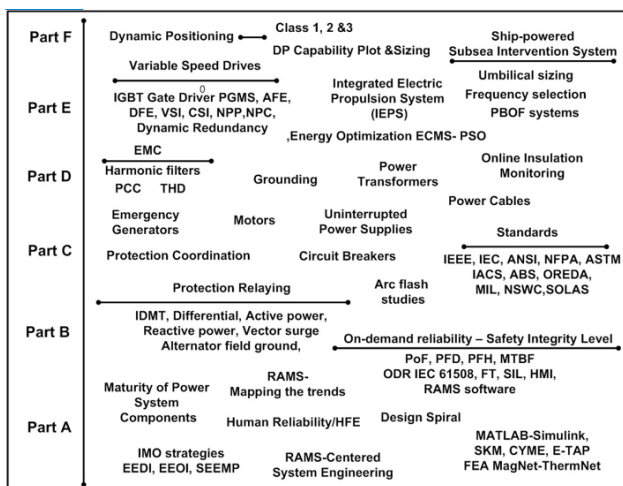 Part F
Dynamic Positioning
Class 1, 2 &3
DP Capability Plot &Sizing
Ship-powered
Subsea Intervention System
Variable Speed Drives
Umbilical sizing
Part E
0
IGBT Gate Driver PGMS, AFE,
DFE, VSI, CSI, NPP,NPC,
Dynamic Redundancy
Integrated Electric
Propulsion System
(IEPS)
Frequency selection
PBOF systems
,Energy Optimization ECMS- PSO
Part D
EMC
Harmonic filters
PCC THD
Grounding
Power
Transformers
Online Insulation
Monitoring
Power Cables
Emergency
Generators
Motors
Uninterrupted
Power Supplies
Standards
Part C
Protection Coordination
Circuit Breakers
IEEE, IEC, ANSI, NFPA, ASTM
IACS, ABS, OREDA,
MIL, NSWC,SOLAS
Protection Relaying
Arc flash
studies
Part B
IDMT, Differential, Active power,
Reactive power, Vector surge
Alternator field ground,
On-demand reliability – Safety Integrity Level
PoF, PFD, PFH, MTBF
ODR IEC 61508, FT, SIL, HMI,
RAMS software
Maturity of Power
System
Components
RAMS-
Mapping the trends
Part A
Human Reliability/HFE
Design Spiral
IMO strategies
EEDI, EEOI, SEEMP
RAMS-Centered
System Engineering
MATLAB-Simulink,
SKM, CYME, E-TAP
FEA MagNet-ThermNet